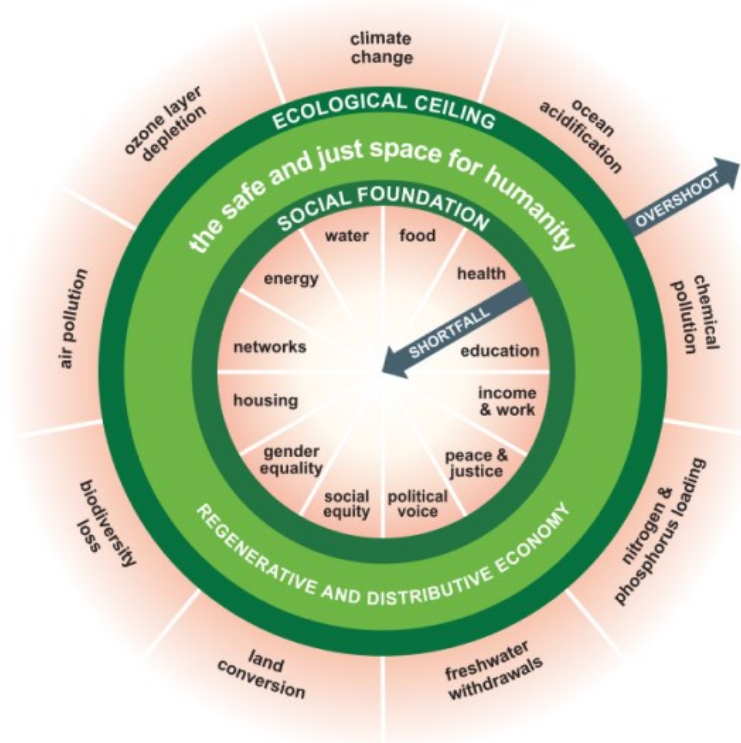 climate
change
ocean
acidification
chemical
pollution
nitrogen &
phosphorus loading
freshwater
withdrawals
land
conversion
biodiversity
loss
air pollution
ozone layer
depletion
OVERSHOOT
ECOLOGICAL CEILING
the safe and just space for humanity
SOCIAL FOUNDATION
water
food
health
SHORTFALL
education
income
& work
peace &
justice
political
voice
social
equity
gender
equality
housing
networks
energy
REGENERATIVE AND DISTRIBUTIVE ECONOMY